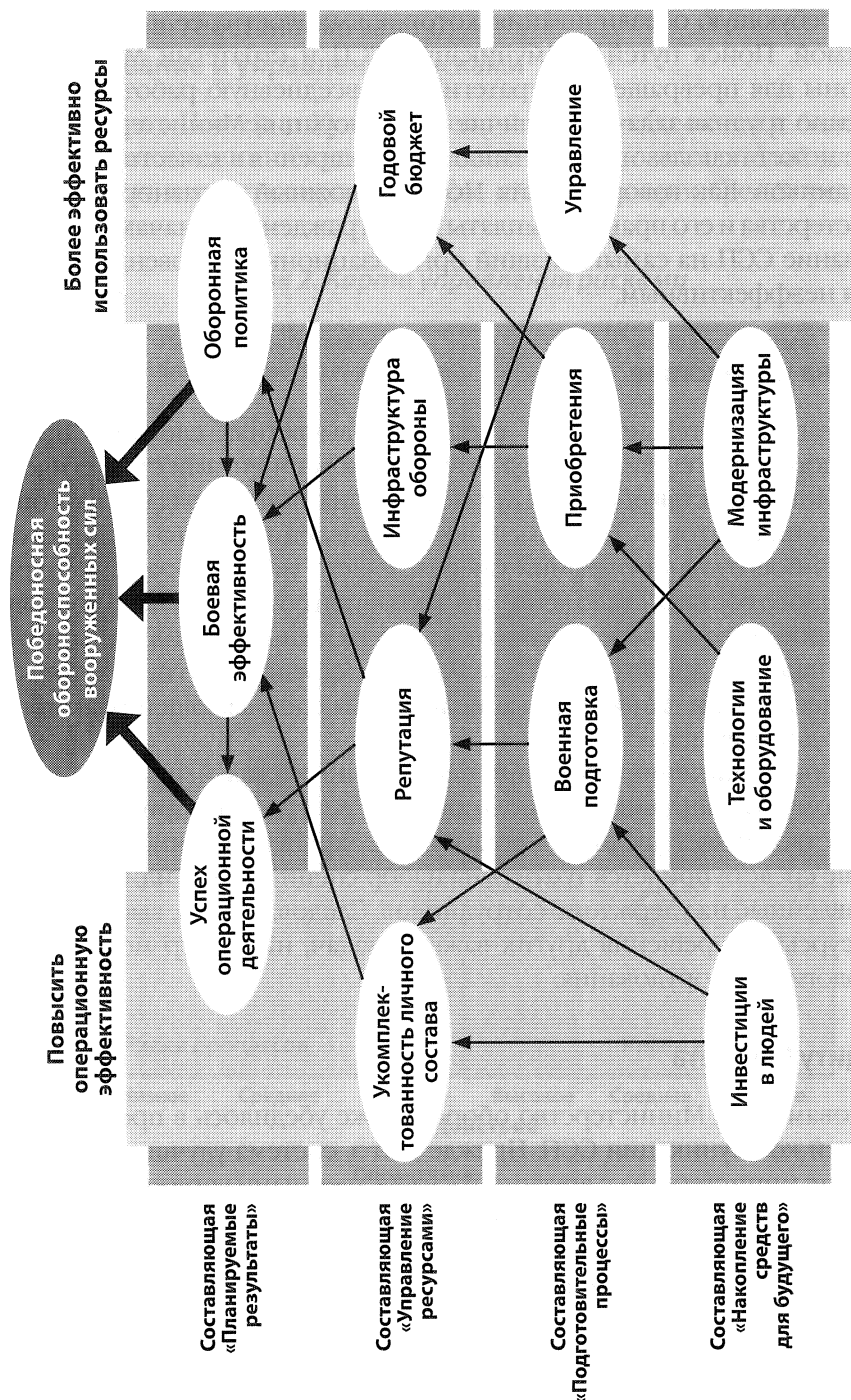 Повысить
операционную
эффективность
Победоносная
обороноспособность
вооруженных сил
Более эффективно
использовать ресурсы
Составляющая
«Планируемые
результаты»
Успех
операционной
деятельности
Боевая
эффективность
Оборонная
политика
Составляющая
«Управление
ресурсами»
Укомплек-
тованность личного
состава
Репутация
Инфраструктура
обороны
Годовой
бюджет
Составляющая
«Подготовительные
процессы»
Военная
подготовка
Приобретения
Управление
Составляющая
«Накопление
средств
для будущего»
Инвестиции
в людей
Технологии
и оборудование
Модернизация
инфраструктуры